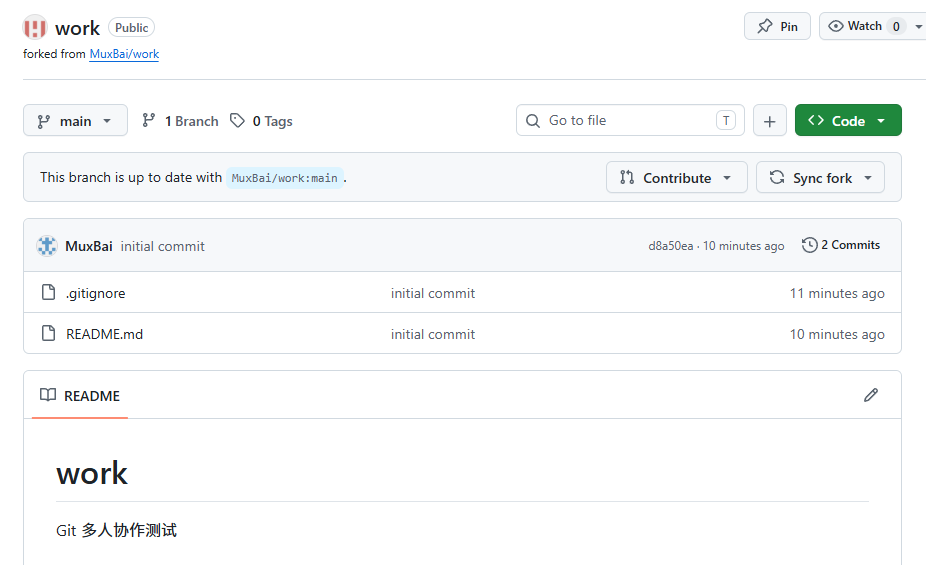 work Public Pin Watch 0
forked from MuxBai/work
main 1 Branch 0 Tags Go to file T Code
This branch is up to date with MuxBai/work:main . Contribute Sync fork
MuxBai initial commit d8a50ea · 10 minutes ago 2 Commits
.gitignore initial commit 11 minutes ago
README.md initial commit 10 minutes ago
README
work
Git 多人协作测试